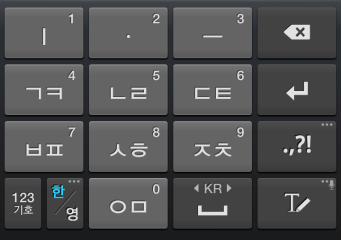 ㅣ 1 · 2 ㅡ 3
ㄱㅋ 4 ㄴㄹ 5 ㄷㅌ 6
ㅂㅍ 7 ㅅㅎ 8 ㅈㅊ 9 .,?!
123 기호 한/영 ㅇㅁ 0 KR T